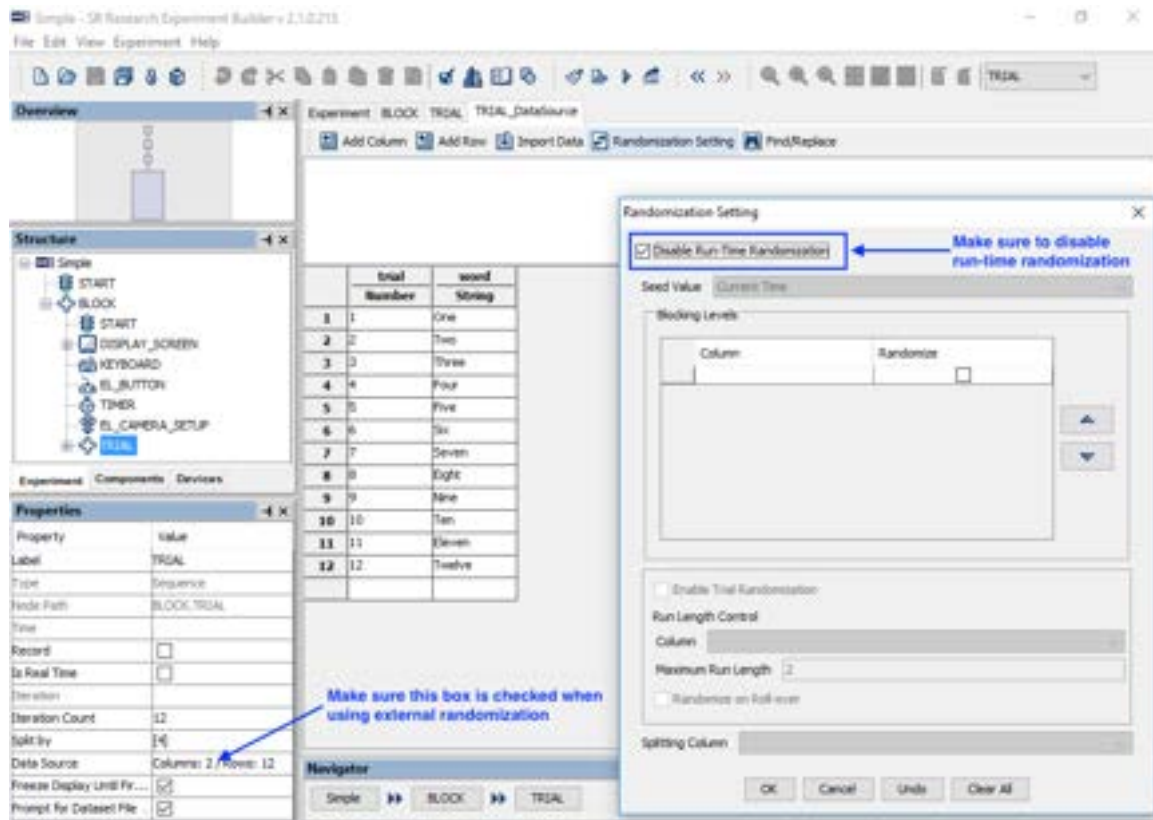 Simple - SR Research Experiment Builder v 2.1.0.215
File Edit View Experiment Help
TRIAL
Overview
Structure
Simple
START
BLOCK
START
DISPLAY_SCREEN
KEYBOARD
EL_BUTTON
TIMER
EL_CAMERA_SETUP
TRIAL
Experiment Components Devices
Properties
Property Value
Label TRIAL
Type Sequence
Node Path BLOCK.TRIAL
Time
Record
Is Real Time
Iteration
Iteration Count 12
Split by [4]
Data Source Columns: 2 / Rows: 12
Freeze Display Until Fir...
Prompt for Dataset File
Experiment BLOCK TRIAL TRIAL_DataSource
Add Column Add Row Import Data Randomization Setting Find/Replace
trial word
Number String
1 1 One
2 2 Two
3 3 Three
4 4 Four
5 5 Five
6 6 Six
7 7 Seven
8 8 Eight
9 9 Nine
10 10 Ten
11 11 Eleven
12 12 Twelve
Make sure this box is checked when
using external randomization
Navigator
Simple BLOCK TRIAL
Randomization Setting
Disable Run-Time Randomization
Make sure to disable
run-time randomization
Seed Value Current Time
Blocking Levels
Column Randomize
Enable Trial Randomization
Run Length Control
Column
Maximum Run Length 2
Randomize on Roll-over
Splitting Column
OK Cancel Undo Clear All